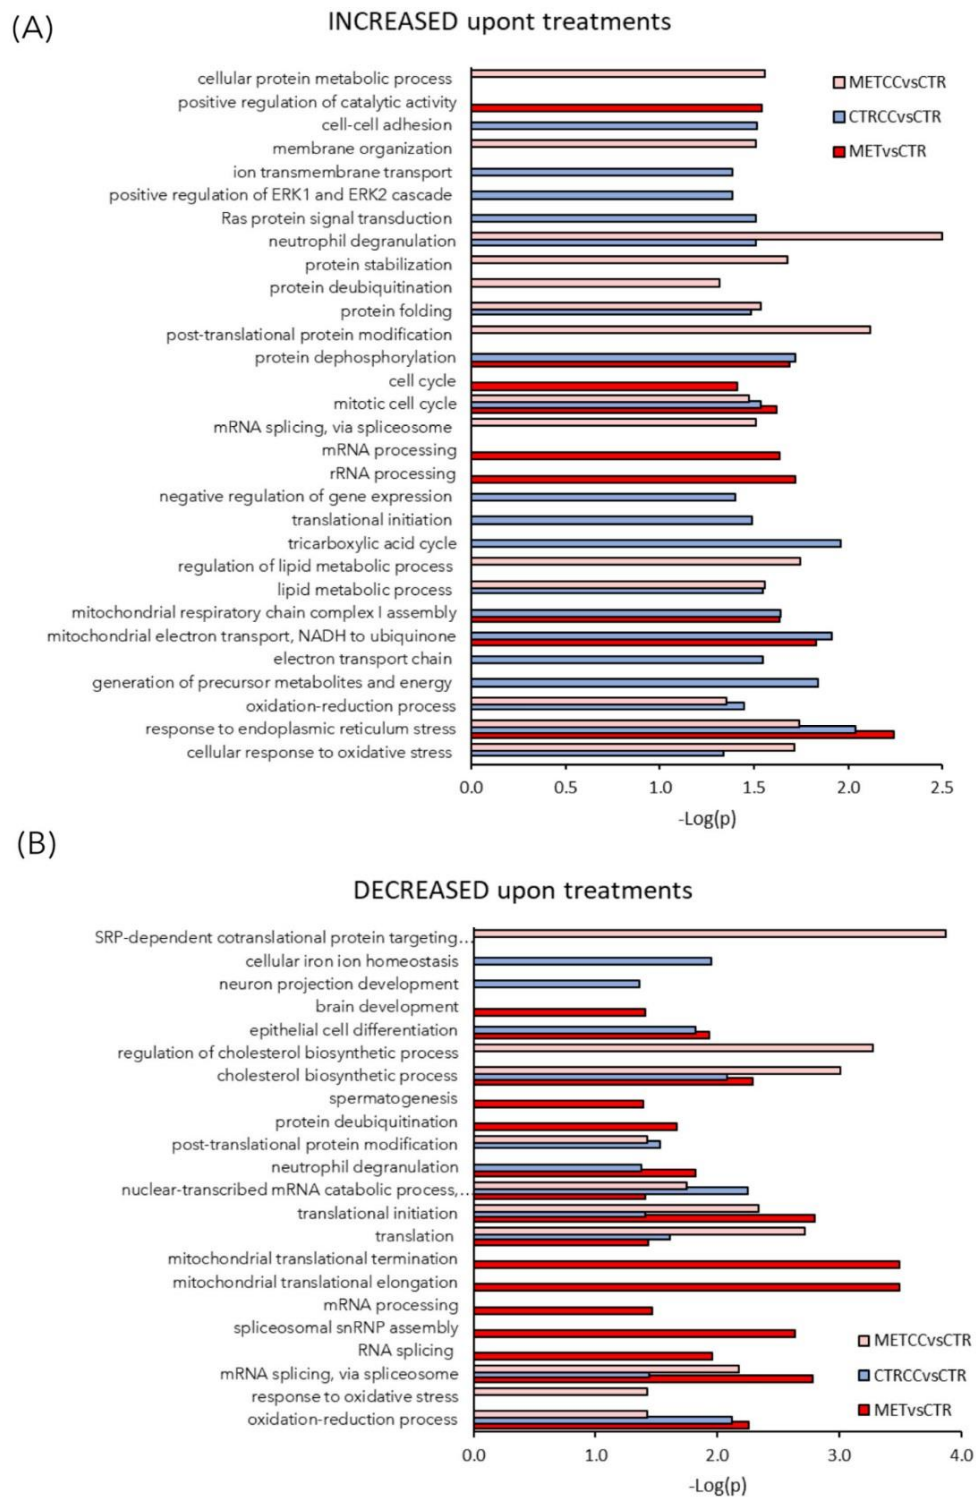 (A)
INCREASED upont treatments
cellular protein metabolic process
positive regulation of catalytic activity
cell-cell adhesion
membrane organization
ion transmembrane transport
positive regulation of ERK1 and ERK2 cascade
Ras protein signal transduction
neutrophil degranulation
protein stabilization
protein deubiquitination
protein folding
post-translational protein modification
protein dephosphorylation
cell cycle
mitotic cell cycle
mRNA splicing, via spliceosome
mRNA processing
rRNA processing
negative regulation of gene expression
translational initiation
tricarboxylic acid cycle
regulation of lipid metabolic process
lipid metabolic process
mitochondrial respiratory chain complex I assembly
mitochondrial electron transport, NADH to ubiquinone
electron transport chain
generation of precursor metabolites and energy
oxidation-reduction process
response to endoplasmic reticulum stress
cellular response to oxidative stress
METCCvsCTR
CTRCCvsCTR
METvsCTR
0.0 0.5 1.0 1.5 2.0 2.5
-Log(p)
(B)
DECREASED upon treatments
SRP-dependent cotranslational protein targeting...
cellular iron ion homeostasis
neuron projection development
brain development
epithelial cell differentiation
regulation of cholesterol biosynthetic process
cholesterol biosynthetic process
spermatogenesis
protein deubiquitination
post-translational protein modification
neutrophil degranulation
nuclear-transcribed mRNA catabolic process,...
translational initiation
translation
mitochondrial translational termination
mitochondrial translational elongation
mRNA processing
spliceosomal snRNP assembly
RNA splicing
mRNA splicing, via spliceosome
response to oxidative stress
oxidation-reduction process
METCCvsCTR
CTRCCvsCTR
METvsCTR
0.0 1.0 2.0 3.0 4.0
-Log(p)